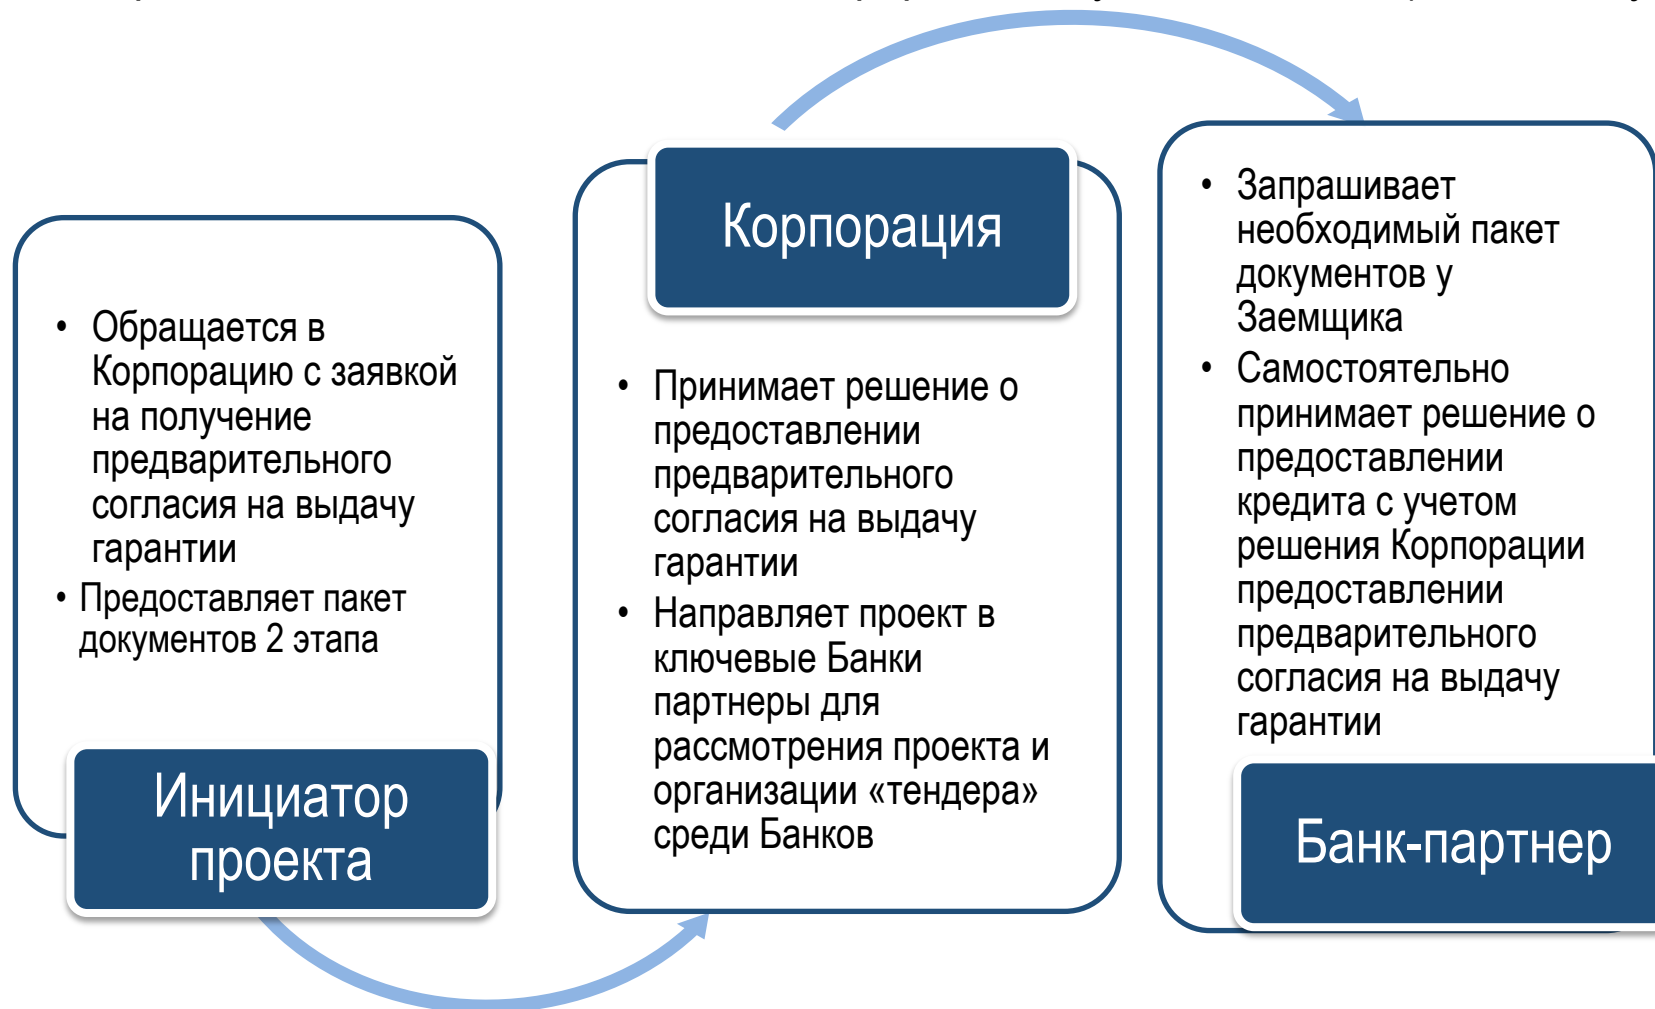 • Обращается в
Корпорацию с заявкой
на получение
предварительного
согласия на выдачу
гарантии
• Предоставляет пакет
документов 2 этапа
Инициатор
проекта
Корпорация
• Принимает решение о
предоставлении
предварительного
согласия на выдачу
гарантии
• Направляет проект в
ключевые Банки
партнеры для
рассмотрения проекта и
организации «тендера»
среди Банков
• Запрашивает
необходимый пакет
документов у
Заемщика
• Самостоятельно
принимает решение о
предоставлении
кредита с учетом
решения Корпорации
предоставлении
предварительного
согласия на выдачу
гарантии
Банк-партнер